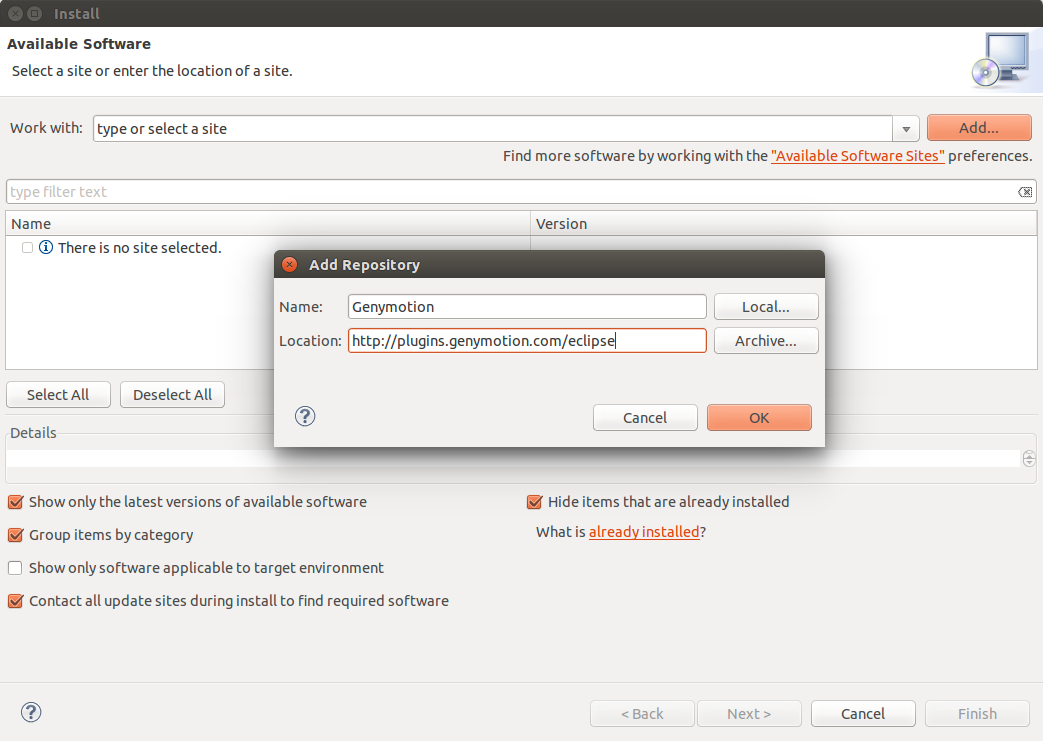 Install
Available Software
Select a site or enter the location of a site.
Work with: type or select a site Add...
Find more software by working with the "Available Software Sites" preferences.
type filter text
Name Version
There is no site selected.
Add Repository
Name: Genymotion Local...
Location: http://plugins.genymotion.com/eclipse Archive...
Select All Deselect All
? Cancel OK
Details
Show only the latest versions of available software Hide items that are already installed
Group items by category What is already installed?
Show only software applicable to target environment
Contact all update sites during install to find required software
? < Back Next > Cancel Finish